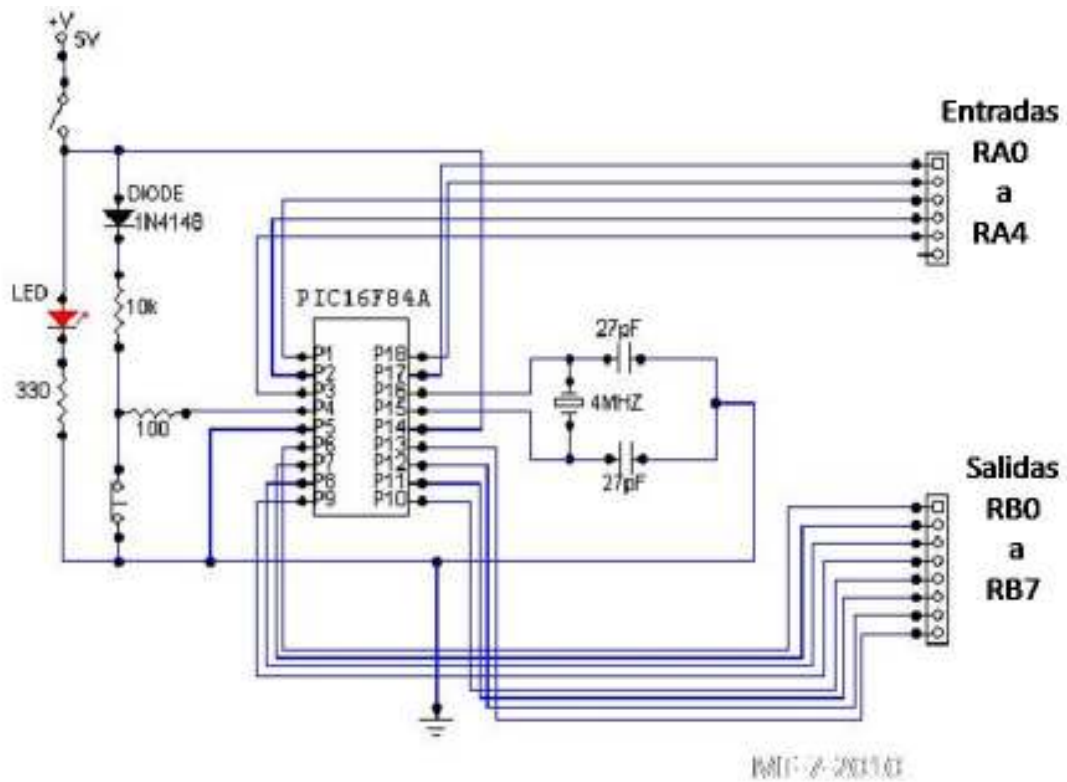 +V
5V
Entradas
RA0
a
RA4
DIODE
1N4148
LED
10k
PIC16F84A
330
100
P1
P2
P3
P4
P5
P6
P7
P8
P9
P18
P17
P16
P15
P14
P13
P12
P11
P10
27pF
4MHZ
27pF
Salidas
RB0
a
RB7